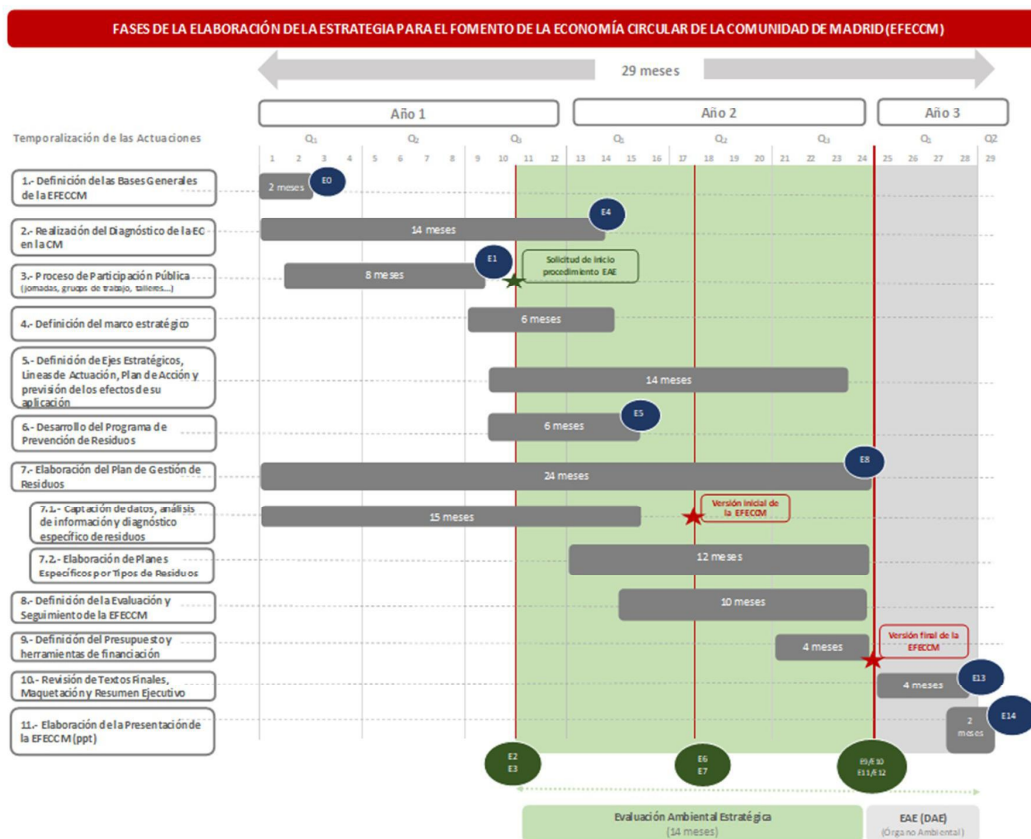 FASES DE LA ELABORACIÓN DE LA ESTRATEGIA PARA EL FOMENTO DE LA ECONOMÍA CIRCULAR DE LA COMUNIDAD DE MADRID (EFECCM)
29 meses
Año 1
Año 2
Año 3
Temporalización de las Actuaciones
Q1 Q2 Q3 Q1 Q2 Q3 Q1 Q2
1 2 3 4 5 6 7 8 9 10 11 12 13 14 15 16 17 18 19 20 21 22 23 24 25 26 27 28 29
1.- Definición de las Bases Generales
de la EFECCM
2 meses
E0
2.- Realización del Diagnóstico de la EC
en la CM
14 meses
E4
3.- Proceso de Participación Pública
(jornadas, grupos de trabajo, talleres...)
8 meses
E1
Solicitud de inicio
procedimiento EAE
4.- Definición del marco estratégico
6 meses
5.- Definición de Ejes Estratégicos,
Líneas de Actuación, Plan de Acción y
previsión de los efectos de su
aplicación
14 meses
6.- Desarrollo del Programa de
Prevención de Residuos
6 meses
E5
7.- Elaboración del Plan de Gestión de
Residuos
24 meses
E8
7.1.- Captación de datos, análisis
de información y diagnóstico
específico de residuos
15 meses
Versión inicial de
la EFECCM
7.2.- Elaboración de Planes
Específicos por Tipos de Residuos
12 meses
8.- Definición de la Evaluación y
Seguimiento de la EFECCM
10 meses
9.- Definición del Presupuesto y
herramientas de financiación
4 meses
Versión final de la
EFECCM
10.- Revisión de Textos Finales,
Maquetación y Resumen Ejecutivo
4 meses
E13
11.- Elaboración de la Presentación de
la EFECCM (ppt)
2
meses
E14
E2
E3
E6
E7
E9/E10
E11/E12
Evaluación Ambiental Estratégica
(14 meses)
EAE (DAE)
(Órgano Ambiental)